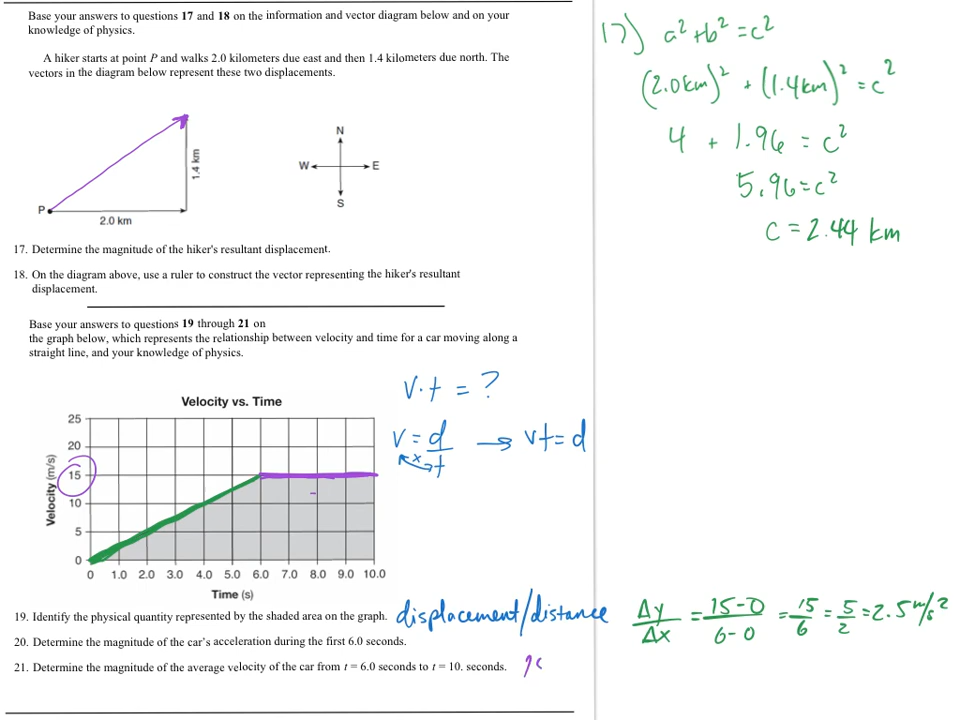 Base your answers to questions 17 and 18 on the information and vector diagram below and on your
knowledge of physics.
A hiker starts at point P and walks 2.0 kilometers due east and then 1.4 kilometers due north. The
vectors in the diagram below represent these two displacements.
P
2.0 km
1.4 km
N
W E
S
17. Determine the magnitude of the hiker's resultant displacement.
18. On the diagram above, use a ruler to construct the vector representing the hiker's resultant
displacement.
17) a² + b² = c²
(2.0km)² + (1.4km)² = c²
4 + 1.96 = c²
5.96 = c²
c = 2.44 km
Base your answers to questions 19 through 21 on
the graph below, which represents the relationship between velocity and time for a car moving along a
straight line, and your knowledge of physics.
Velocity vs. Time
Velocity (m/s)
25
20
15
10
5
0
0 1.0 2.0 3.0 4.0 5.0 6.0 7.0 8.0 9.0 10.0
Time (s)
v·t = ?
v = d/t → vt = d
19. Identify the physical quantity represented by the shaded area on the graph. displacement/distance
20. Determine the magnitude of the car's acceleration during the first 6.0 seconds.
Δy/Δx = 15-0/6-0 = 15/6 = 5/2 = 2.5 m/s²
21. Determine the magnitude of the average velocity of the car from t = 6.0 seconds to t = 10. seconds.